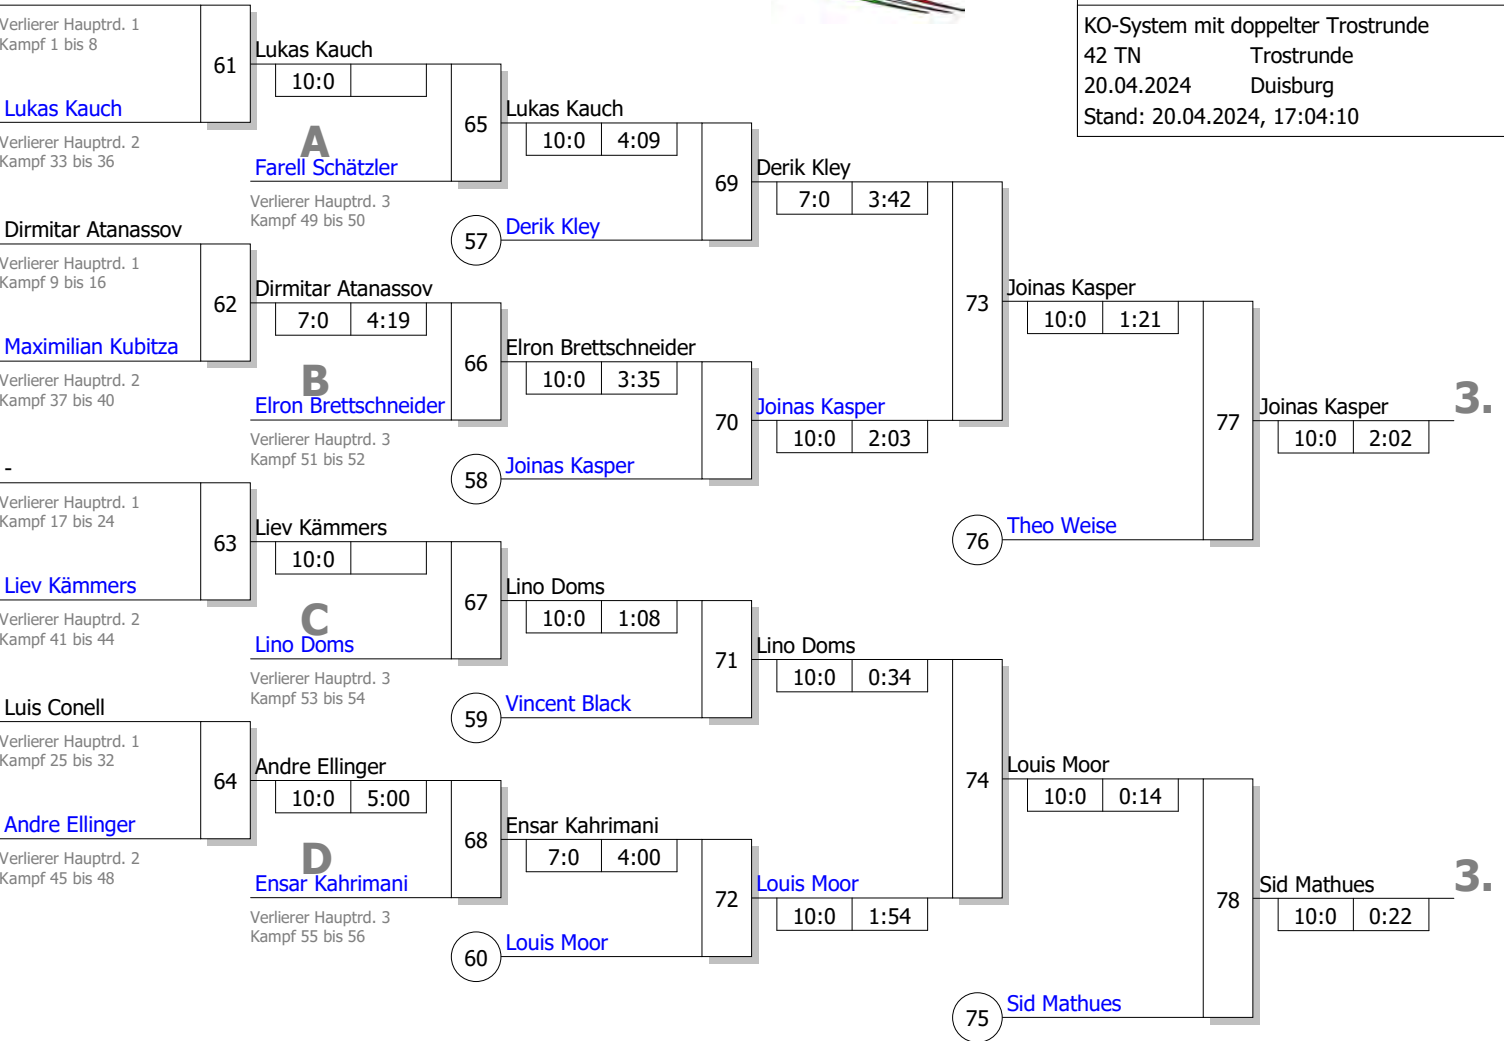 KO-System mit doppelter Trostrunde
42 TN Trostrunde
20.04.2024 Duisburg
Stand: 20.04.2024, 17:04:10
Verlierer Hauptrd. 1
Kampf 1 bis 8
61
Lukas Kauch
10:0
Lukas Kauch
Verlierer Hauptrd. 2
Kampf 33 bis 36
A
Farell Schätzler
Verlierer Hauptrd. 3
Kampf 49 bis 50
65
Lukas Kauch
10:0 4:09
57
Derik Kley
69
Derik Kley
7:0 3:42
Dirmitar Atanassov
Verlierer Hauptrd. 1
Kampf 9 bis 16
62
Dirmitar Atanassov
7:0 4:19
Maximilian Kubitza
Verlierer Hauptrd. 2
Kampf 37 bis 40
B
Elron Brettschneider
Verlierer Hauptrd. 3
Kampf 51 bis 52
66
Elron Brettschneider
10:0 3:35
58
Joinas Kasper
70
Joinas Kasper
10:0 2:03
73
Joinas Kasper
10:0 1:21
76
Theo Weise
77
Joinas Kasper
10:0 2:02
3.
-
Verlierer Hauptrd. 1
Kampf 17 bis 24
63
Liev Kämmers
10:0
Liev Kämmers
Verlierer Hauptrd. 2
Kampf 41 bis 44
C
Lino Doms
Verlierer Hauptrd. 3
Kampf 53 bis 54
67
Lino Doms
10:0 1:08
59
Vincent Black
71
Lino Doms
10:0 0:34
Luis Conell
Verlierer Hauptrd. 1
Kampf 25 bis 32
64
Andre Ellinger
10:0 5:00
Andre Ellinger
Verlierer Hauptrd. 2
Kampf 45 bis 48
D
Ensar Kahrimani
Verlierer Hauptrd. 3
Kampf 55 bis 56
68
Ensar Kahrimani
7:0 4:00
60
Louis Moor
72
Louis Moor
10:0 1:54
74
Louis Moor
10:0 0:14
75
Sid Mathues
78
Sid Mathues
10:0 0:22
3.